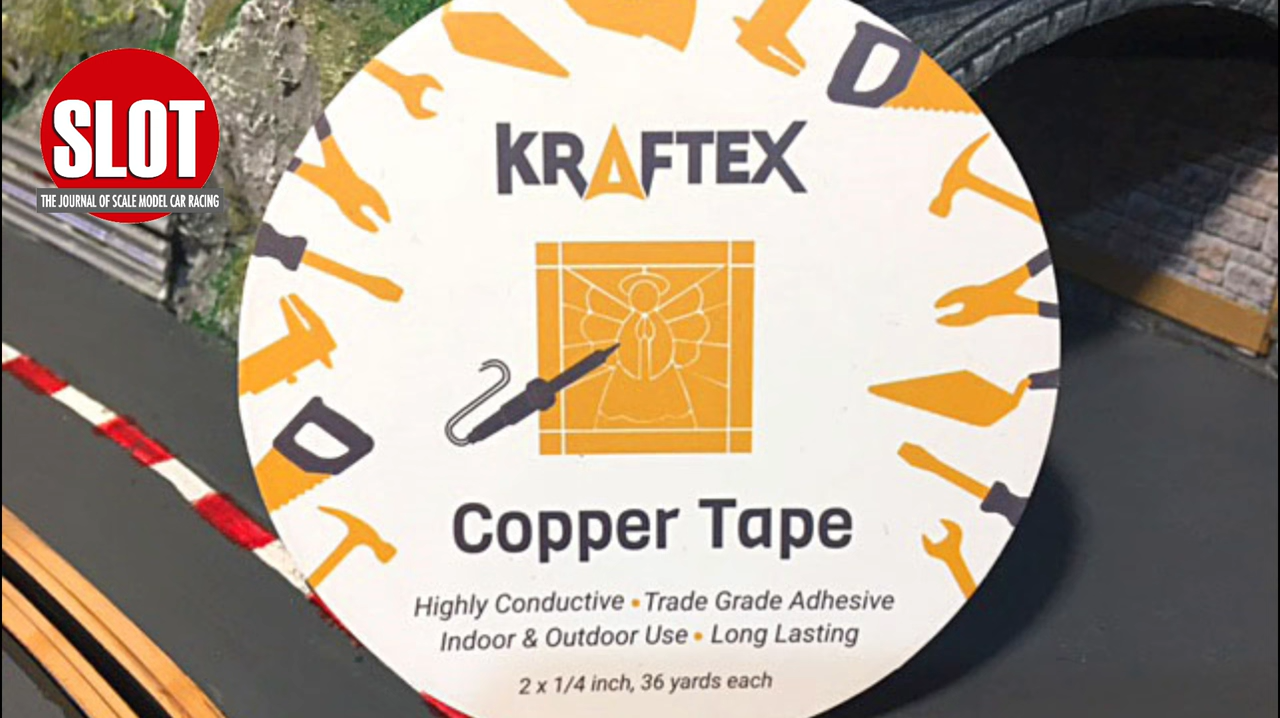 SLOT
THE JOURNAL OF SCALE MODEL CAR RACING
KRAFTEX
Copper Tape
Highly Conductive • Trade Grade Adhesive
Indoor & Outdoor Use • Long Lasting
2 x 1/4 inch, 36 yards each